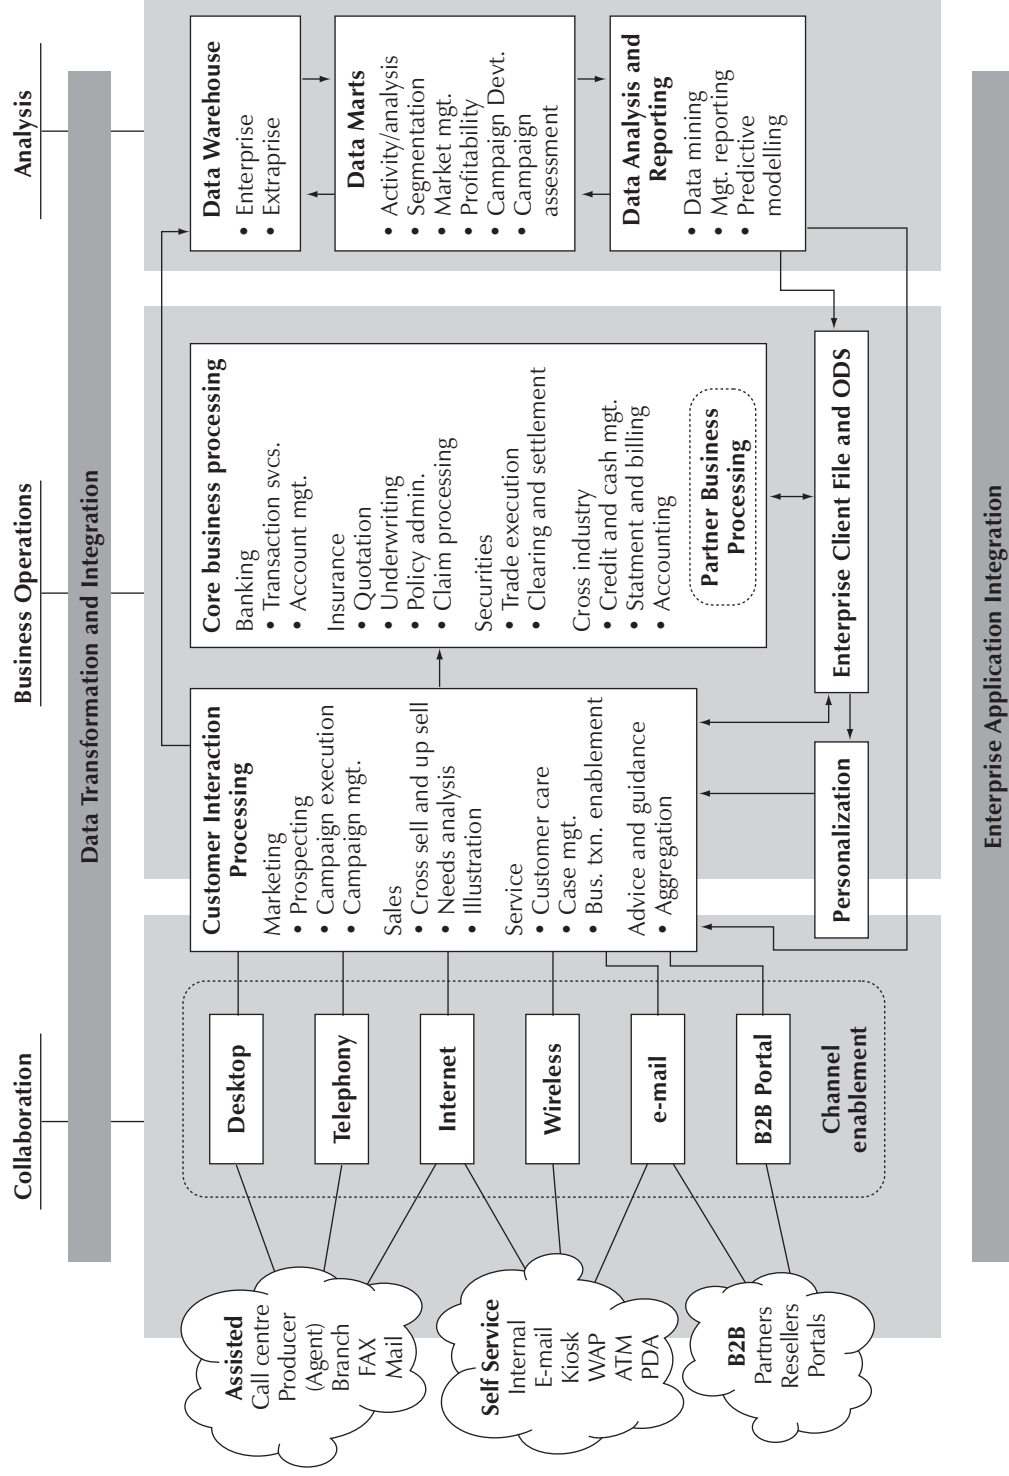 Collaboration
Business Operations
Analysis
Data Transformation and Integration
Assisted
Call centre
Producer
(Agent)
Branch
FAX
Mail
Self Service
Internal
E-mail
Kiosk
WAP
ATM
PDA
B2B
Partners
Resellers
Portals
Desktop
Telephony
Internet
Wireless
e-mail
B2B Portal
Channel
enablement
Customer Interaction
Processing
Marketing
• Prospecting
• Campaign execution
• Campaign mgt.
Sales
• Cross sell and up sell
• Needs analysis
• Illustration
Service
• Customer care
• Case mgt.
• Bus. txn. enablement
Advice and guidance
• Aggregation
Personalization
Core business processing
Banking
• Transaction svcs.
• Account mgt.
Insurance
• Quotation
• Underwriting
• Policy admin.
• Claim processing
Securities
• Trade execution
• Clearing and settlement
Cross industry
• Credit and cash mgt.
• Statment and billing
• Accounting
Partner Business
Processing
Enterprise Client File and ODS
Data Warehouse
• Enterprise
• Extraprise
Data Marts
• Activity/analysis
• Segmentation
• Market mgt.
• Profitability
• Campaign Devt.
• Campaign
assessment
Data Analysis and
Reporting
• Data mining
• Mgt. reporting
• Predictive
modelling
Enterprise Application Integration